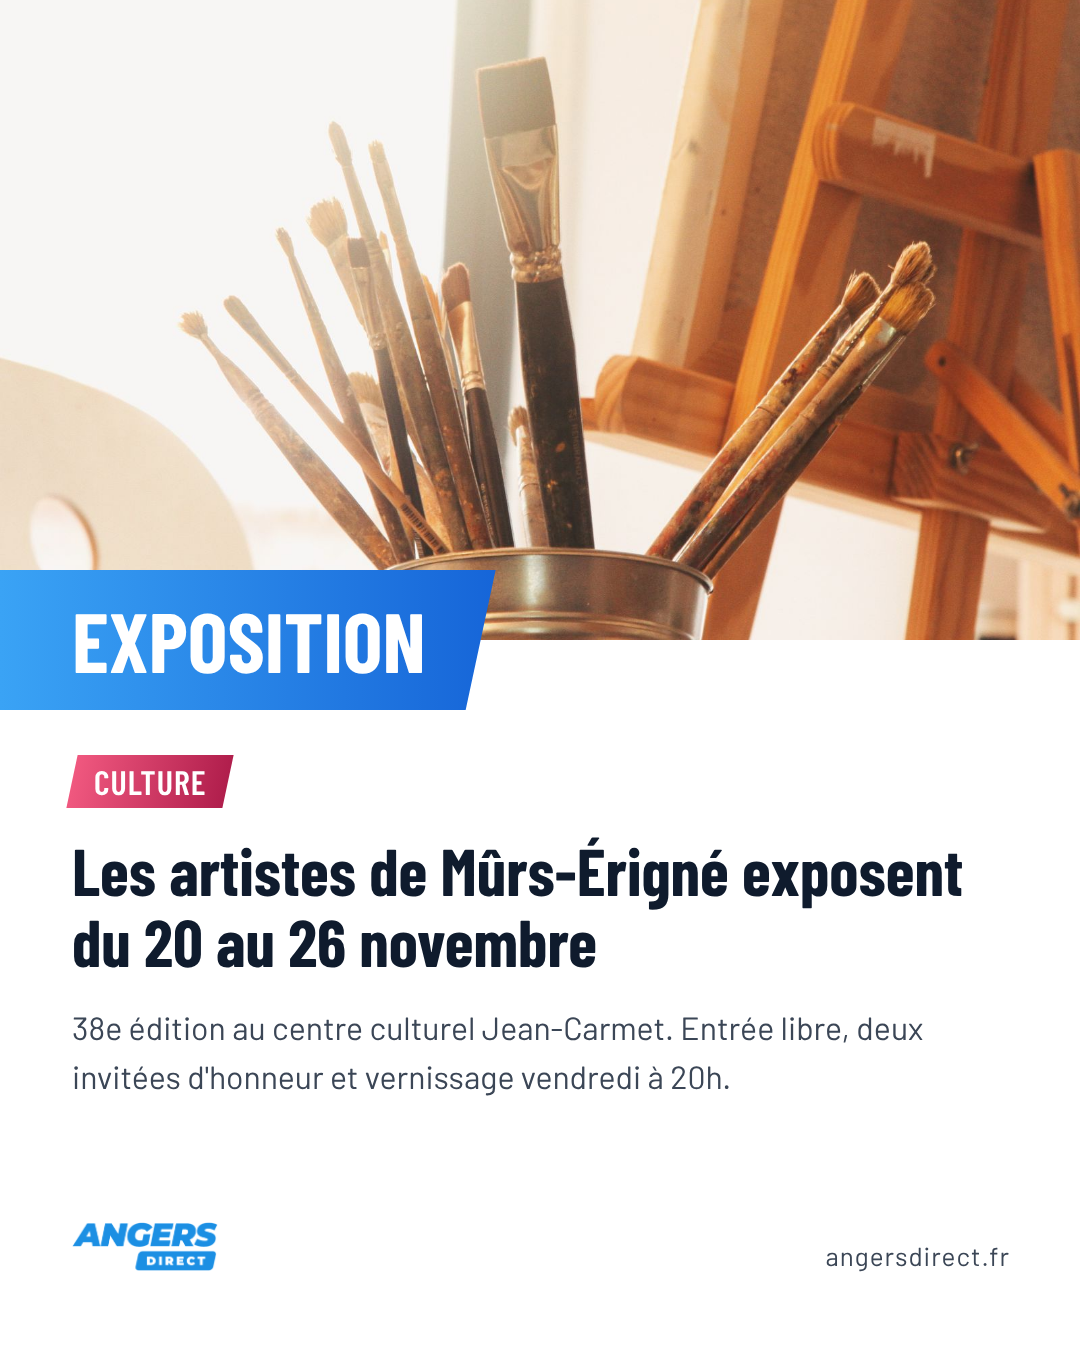 EXPOSITION
CULTURE
Les artistes de Mûrs-Érigné exposent
du 20 au 26 novembre
38e édition au centre culturel Jean-Carmet. Entrée libre, deux
invitées d'honneur et vernissage vendredi à 20h.
ANGERS
DIRECT
angersdirect.fr